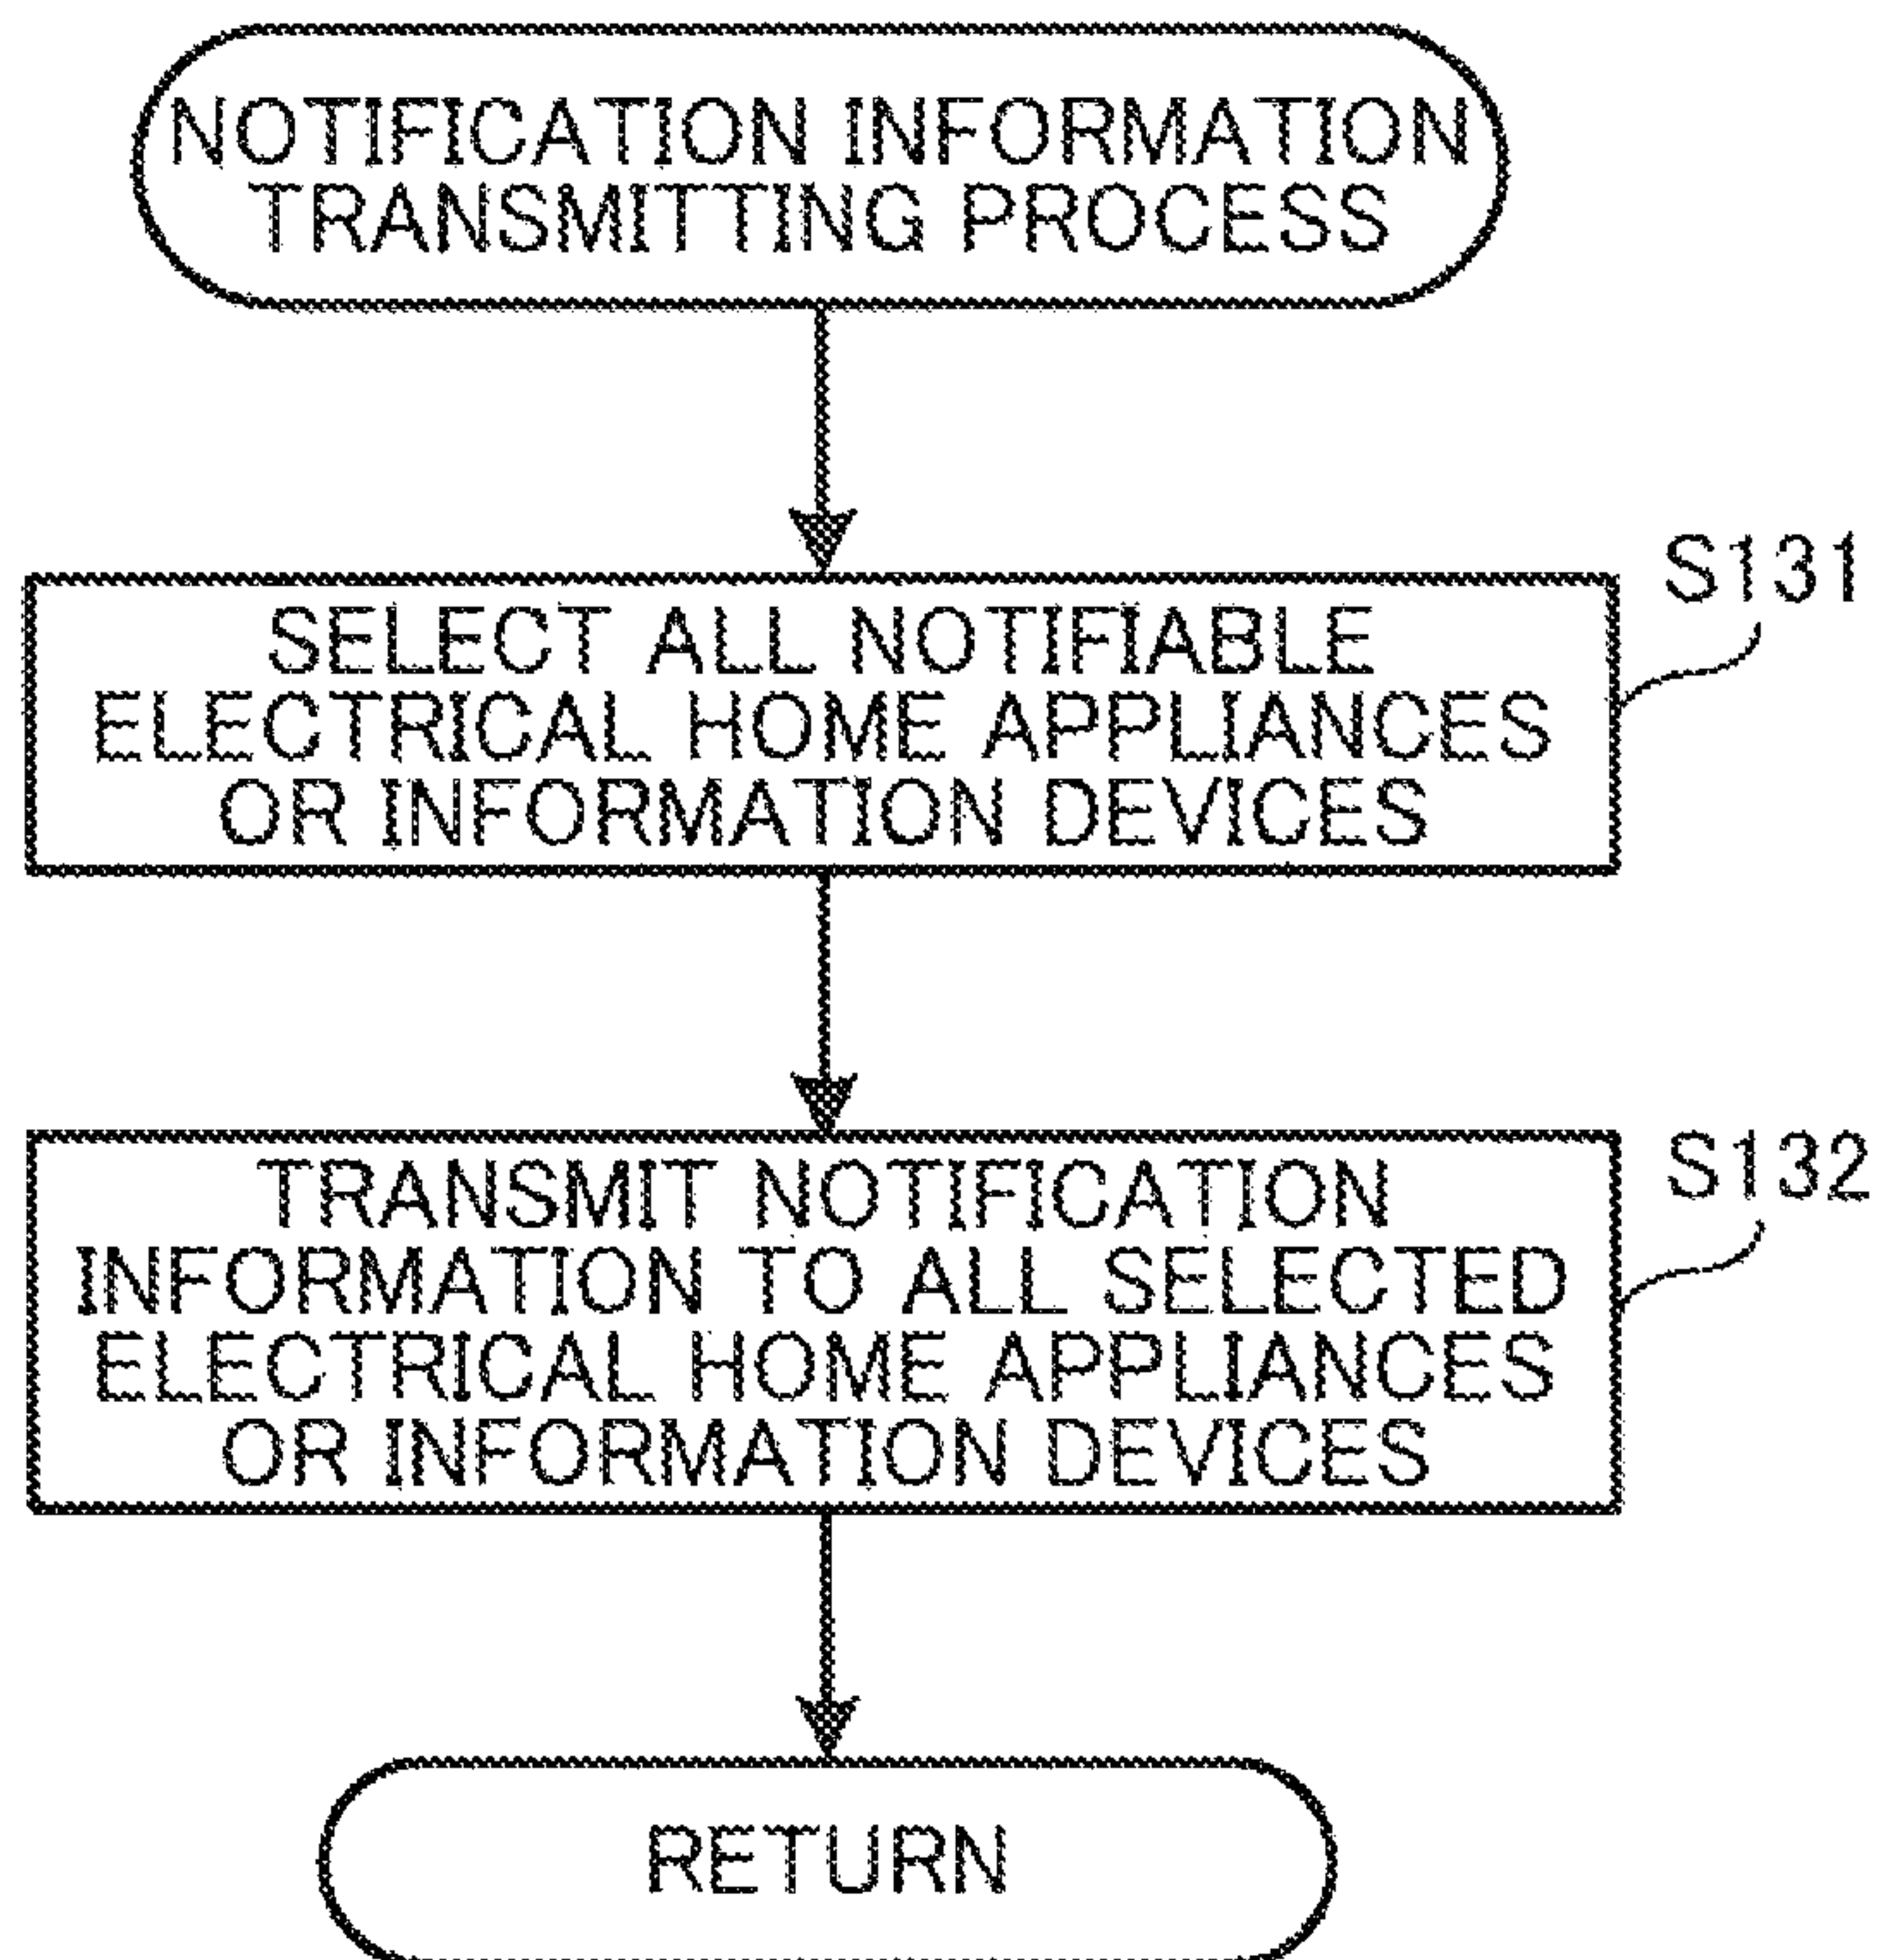 NOTIFICATION INFORMATION
TRANSMITTING PROCESS
S131
SELECT ALL NOTIFIABLE
ELECTRICAL HOME APPLIANCES
OR INFORMATION DEVICES
S132
TRANSMIT NOTIFICATION
INFORMATION TO ALL SELECTED
ELECTRICAL HOME APPLIANCES
OR INFORMATION DEVICES
RETURN